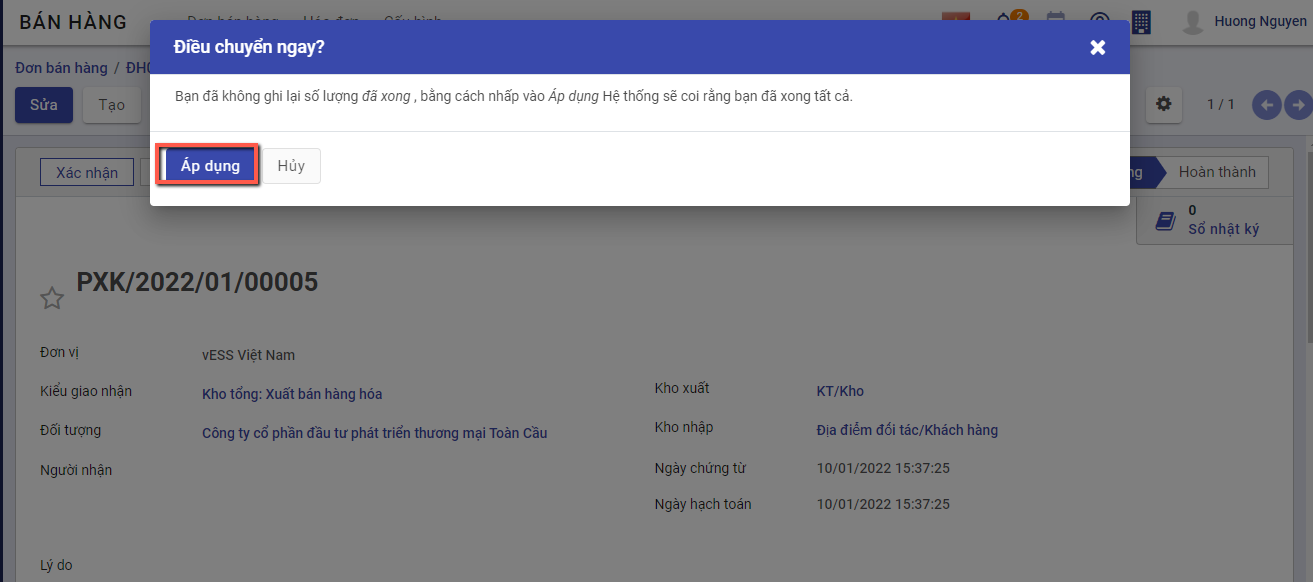 BÁN HÀNG
Đơn bán hàng Hóa đơn Cấu hình
2
Huong Nguyen
Điều chuyển ngay?
Đơn bán hàng /
Sửa Tạo
1 / 1
Bạn đã không ghi lại số lượng đã xong , bằng cách nhấp vào Áp dụng Hệ thống sẽ coi rằng bạn đã xong tất cả.
Áp dụng Hủy
Xác nhận
Hoàn thành
0
Sổ nhật ký
PXK/2022/01/00005
Đơn vị vESS Việt Nam
Kiểu giao nhận Kho tổng: Xuất bán hàng hóa
Kho xuất KT/Kho
Đối tượng Công ty cổ phần đầu tư phát triển thương mại Toàn Cầu
Kho nhập Địa điểm đối tác/Khách hàng
Người nhận
Ngày chứng từ 10/01/2022 15:37:25
Ngày hạch toán 10/01/2022 15:37:25
Lý do